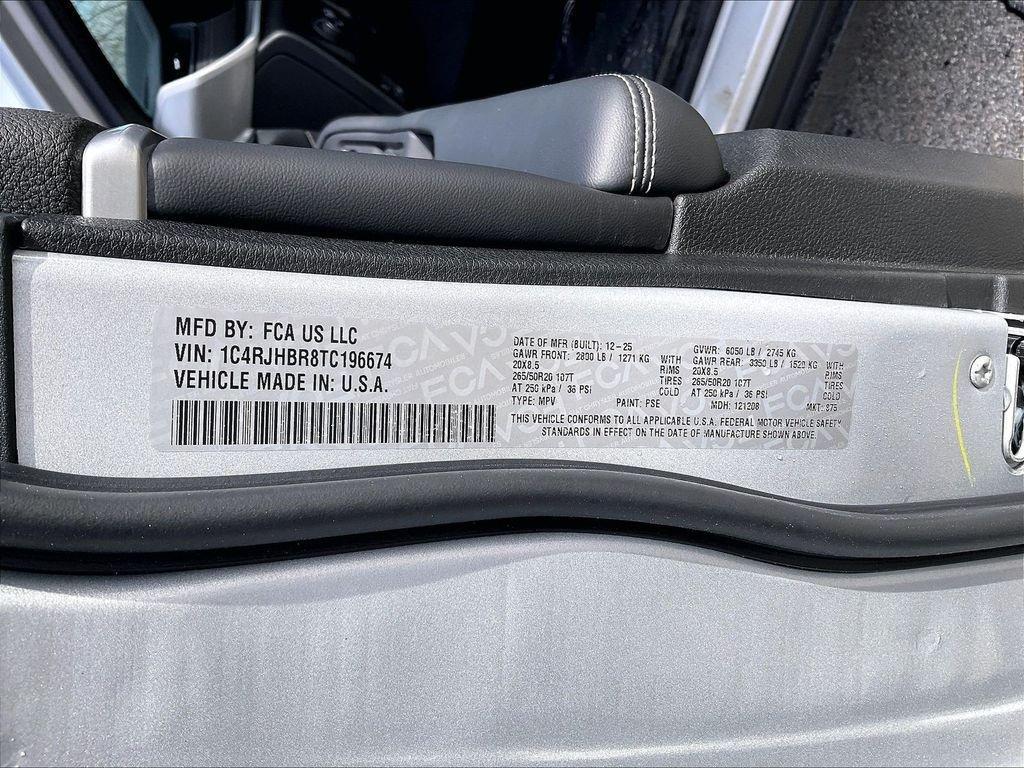 MFD BY: FCA US LLC
VIN: 1C4RJHBR8TC196674
VEHICLE MADE IN: U.S.A.
DATE OF MFR (BUILT): 12-25 GVWR: 6050 LB / 2745 KG
GAWR FRONT: 2800 LB / 1271 KG WITH GAWR REAR: 3350 LB / 1520 KG WITH
20X8.5 RIMS 20X8.5 RIMS
265/50R20 107T TIRES 265/50R20 107T TIRES
AT 250 kPa / 36 PSI COLD AT 250 kPa / 36 PSI COLD
TYPE: MPV PAINT: PSE MDH: 121208 MKT: 875
THIS VEHICLE CONFORMS TO ALL APPLICABLE U.S.A. FEDERAL MOTOR VEHICLE SAFETY
STANDARDS IN EFFECT ON THE DATE OF MANUFACTURE SHOWN ABOVE.